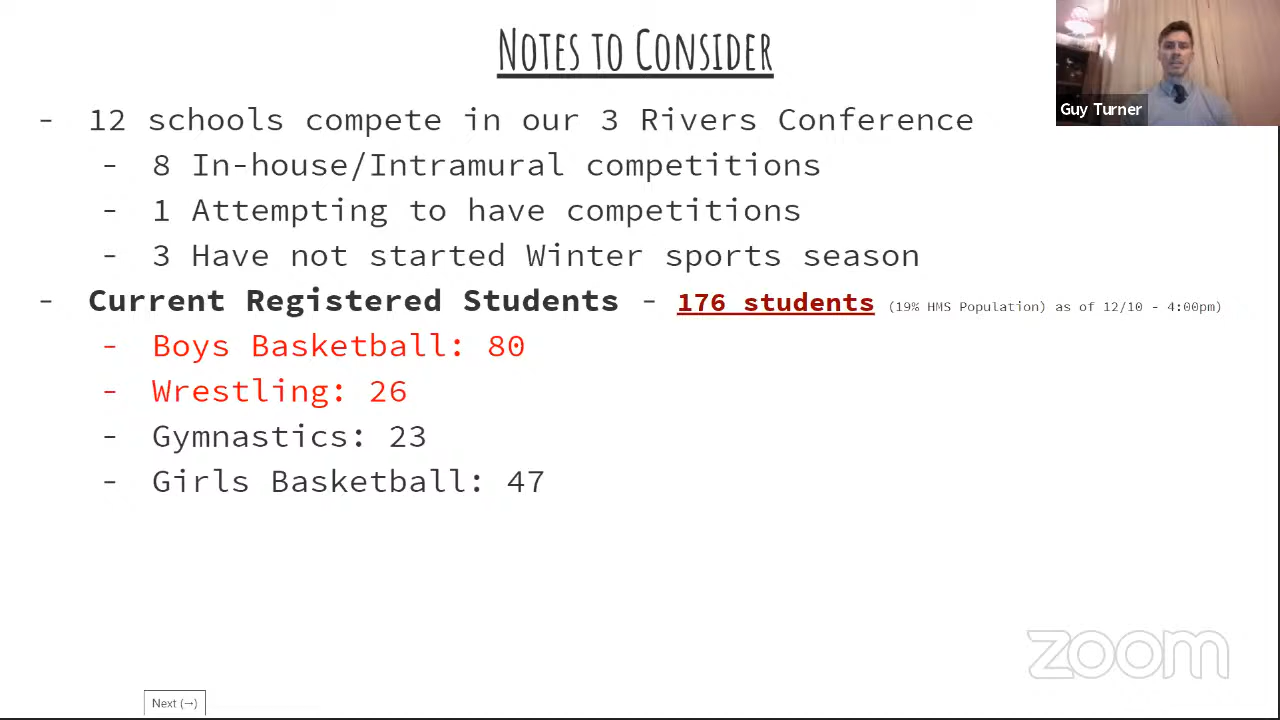 NOTES TO CONSIDER
Guy Turner
- 12 schools compete in our 3 Rivers Conference
- 8 In-house/Intramural competitions
- 1 Attempting to have competitions
- 3 Have not started Winter sports season
- Current Registered Students - 176 students (19% HMS Population) as of 12/10 - 4:00pm)
- Boys Basketball: 80
- Wrestling: 26
- Gymnastics: 23
- Girls Basketball: 47
zoom
Next (→)